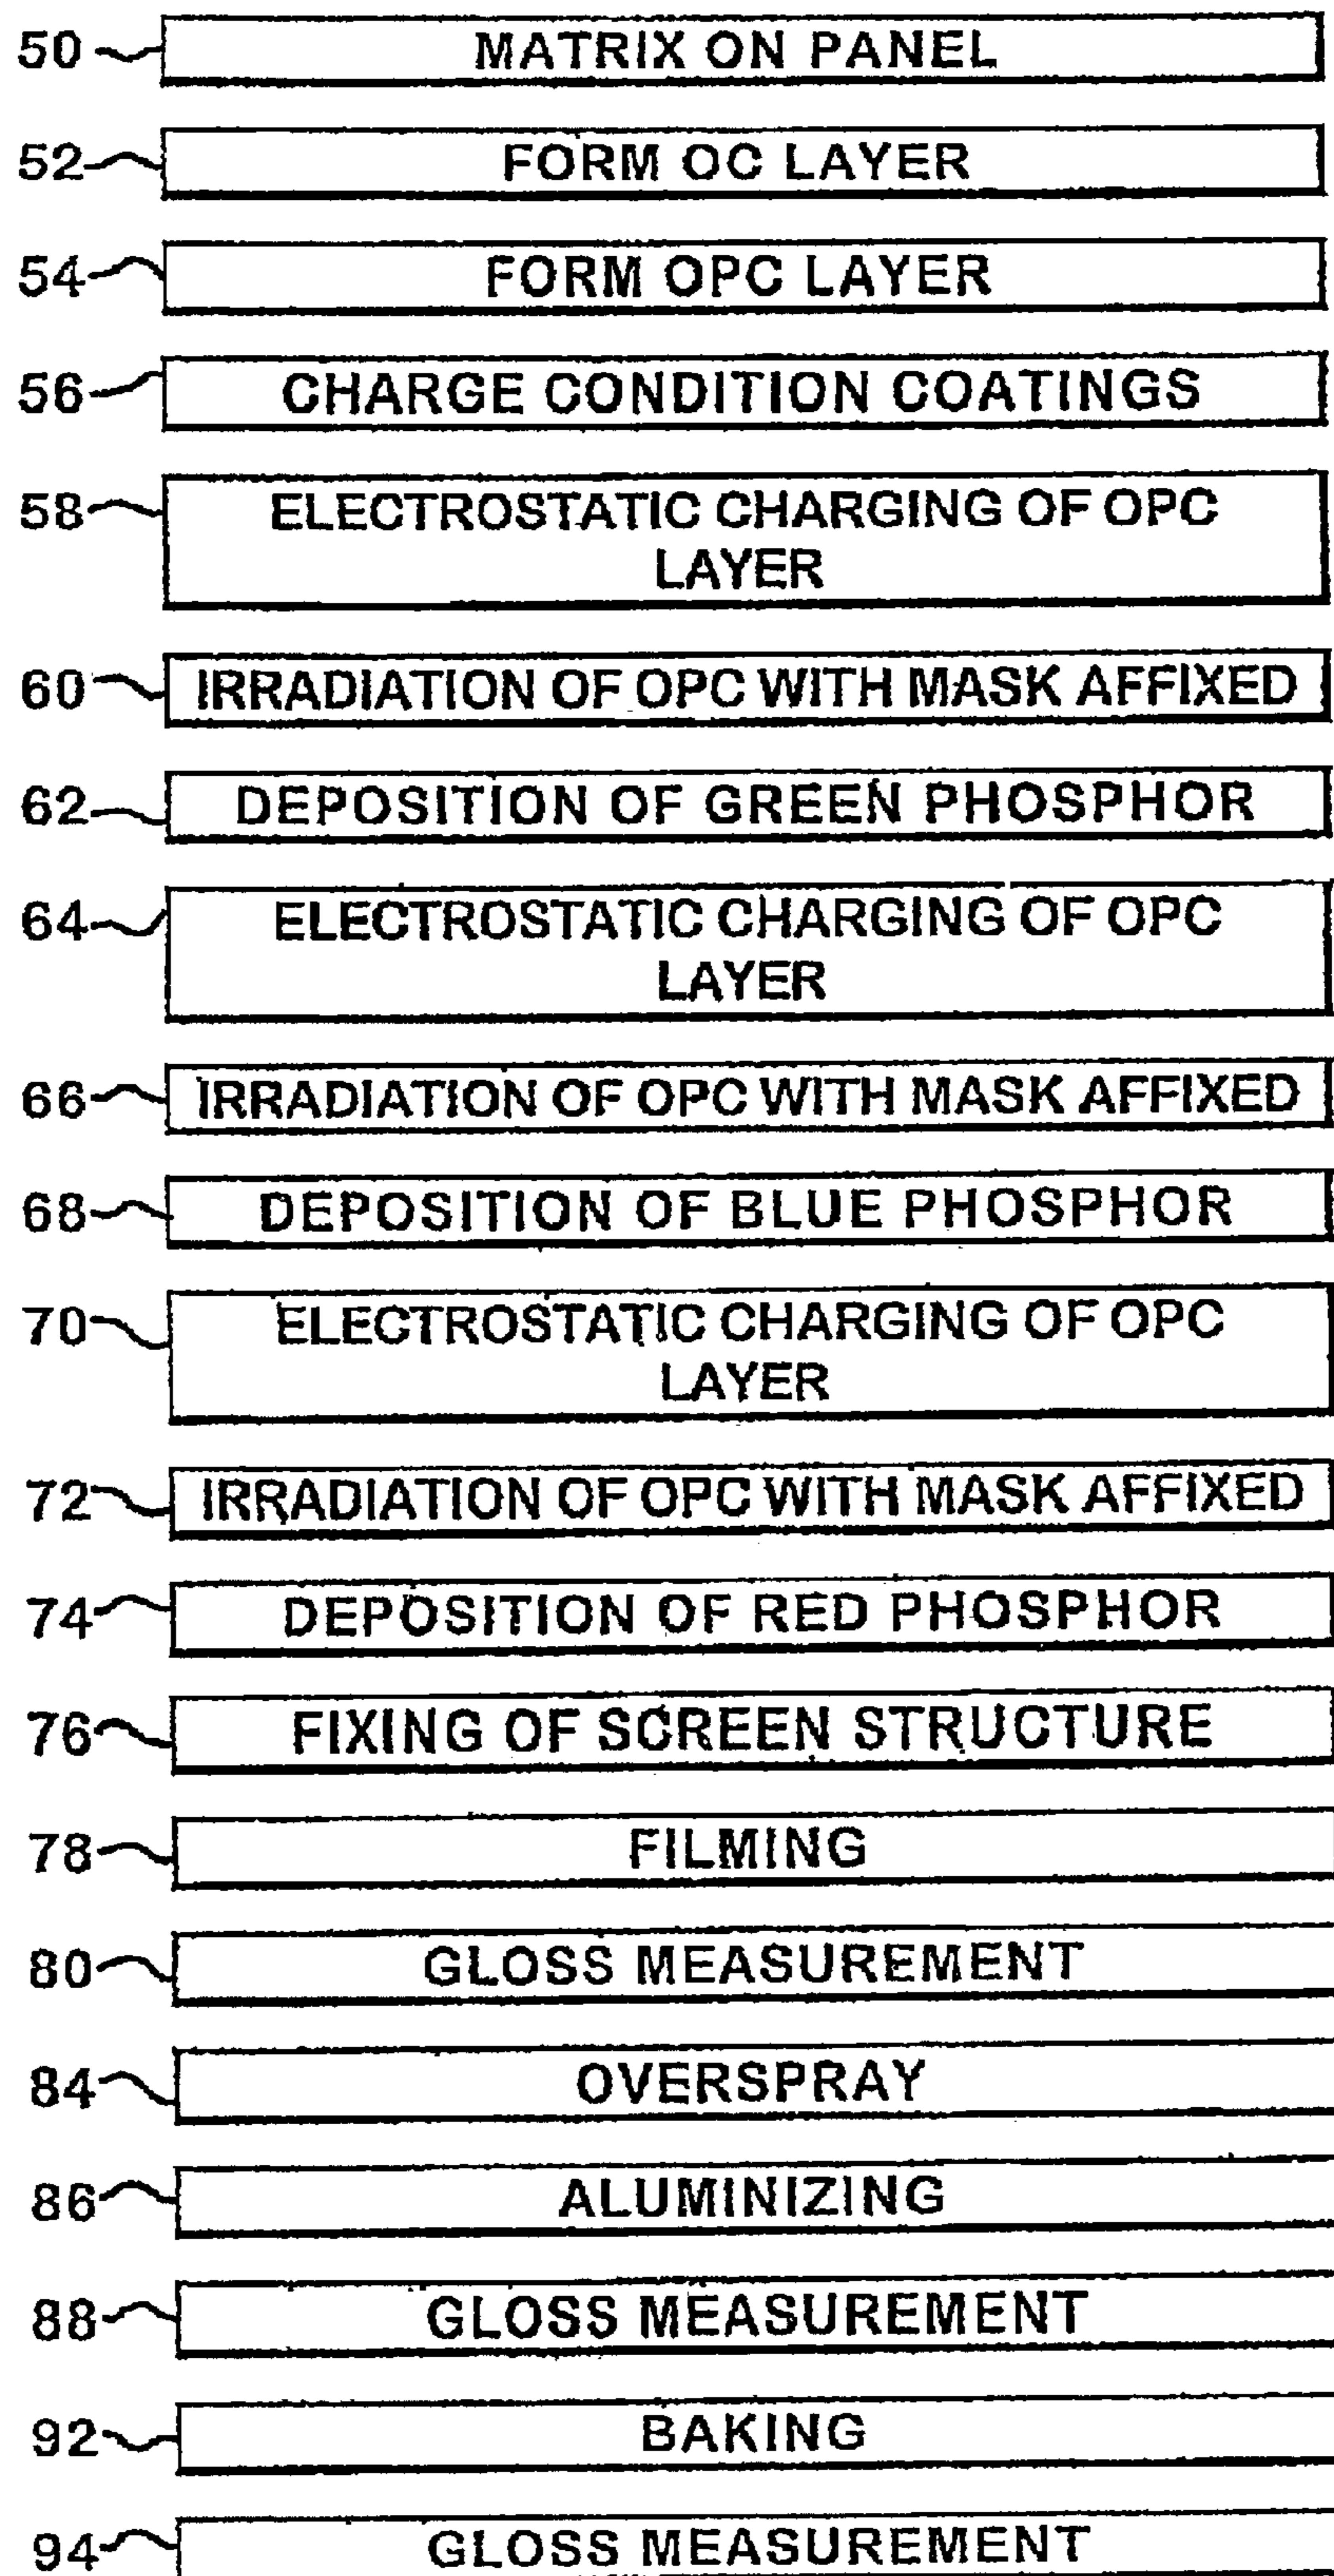 50 MATRIX ON PANEL
52 FORM OC LAYER
54 FORM OPC LAYER
56 CHARGE CONDITION COATINGS
58 ELECTROSTATIC CHARGING OF OPC
LAYER
60 IRRADIATION OF OPC WITH MASK AFFIXED
62 DEPOSITION OF GREEN PHOSPHOR
64 ELECTROSTATIC CHARGING OF OPC
LAYER
66 IRRADIATION OF OPC WITH MASK AFFIXED
68 DEPOSITION OF BLUE PHOSPHOR
70 ELECTROSTATIC CHARGING OF OPC
LAYER
72 IRRADIATION OF OPC WITH MASK AFFIXED
74 DEPOSITION OF RED PHOSPHOR
76 FIXING OF SCREEN STRUCTURE
78 FILMING
80 GLOSS MEASUREMENT
84 OVERSPRAY
86 ALUMINIZING
88 GLOSS MEASUREMENT
92 BAKING
94 GLOSS MEASUREMENT